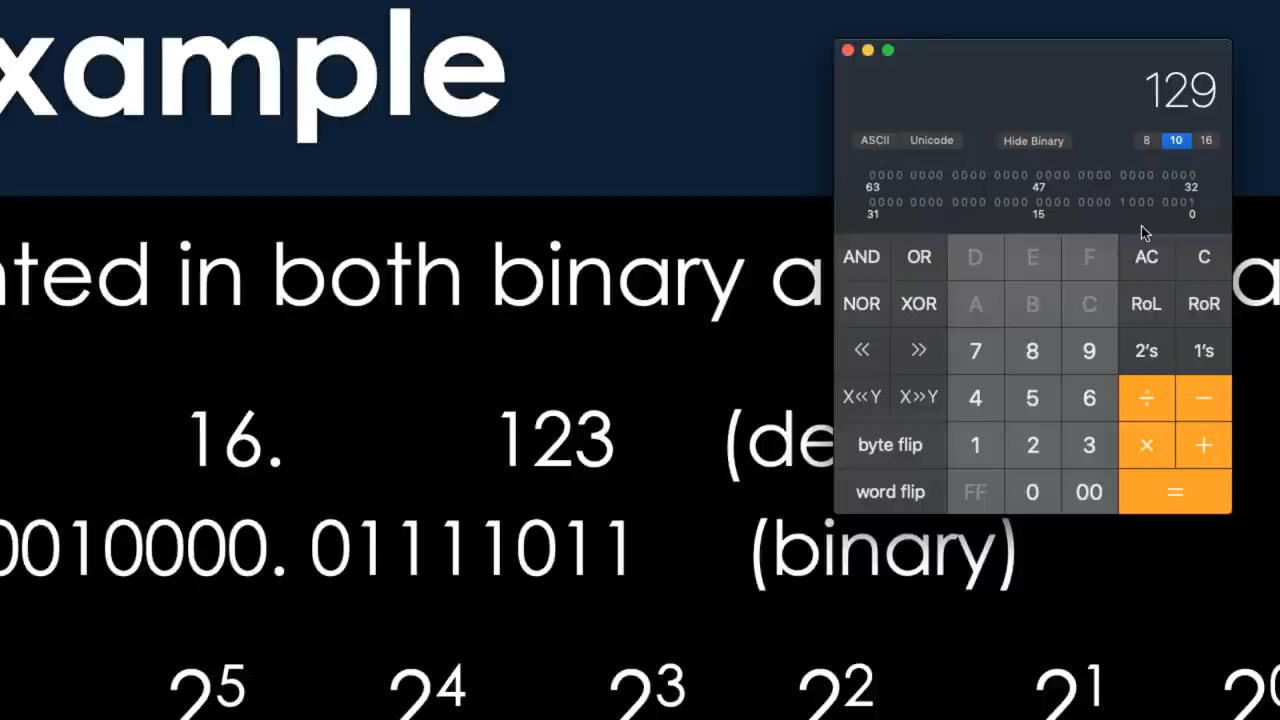 xample
129
ASCII Unicode Hide Binary 8 10 16
0000 0000 0000 0000 0000 0000 0000 0000
63 47 32
0000 0000 0000 0000 0000 0000 1000 0001
31 15 0
nted in both binary a a
AND OR D E F AC C
NOR XOR A B C RoL RoR
<< >> 7 8 9 2's 1's
X<<Y X>>Y 4 5 6 ÷ −
byte flip 1 2 3 × +
word flip FF 0 00 =
16. 123 (de
0010000. 01111011 (binary)
2⁵ 2⁴ 2³ 2² 2¹ 2⁰